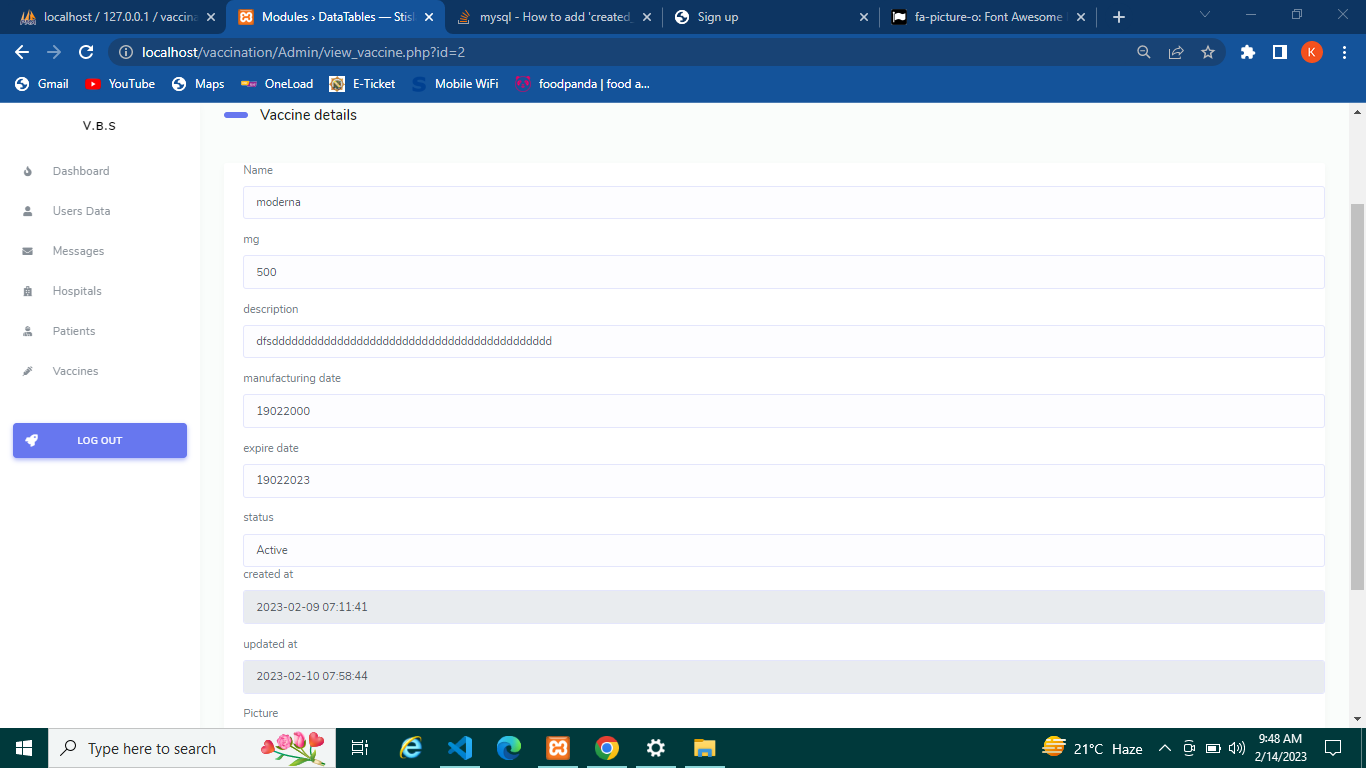 localhost / 127.0.0.1 / vaccina
Modules › DataTables — Stisl
mysql - How to add 'created_
Sign up
fa-picture-o: Font Awesome
localhost/vaccination/Admin/view_vaccine.php?id=2
K
Gmail
YouTube
Maps
OneLoad
E-Ticket
Mobile WiFi
foodpanda | food a...
V.B.S
Dashboard
Users Data
Messages
Hospitals
Patients
Vaccines
LOG OUT
Vaccine details
Name
moderna
mg
500
description
manufacturing date
19022000
expire date
19022023
status
Active
created at
2023-02-09 07:11:41
updated at
2023-02-10 07:58:44
Picture
Type here to search
21°C Haze
9:48 AM
2/14/2023